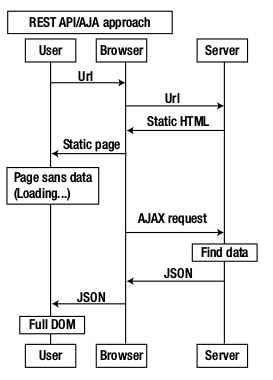 REST API/AJA approach
User
Browser
Server
Url
Url
Static HTML
Static page
Page sans data
(Loading...)
AJAX request
Find data
JSON
JSON
Full DOM
User
Browser
Server